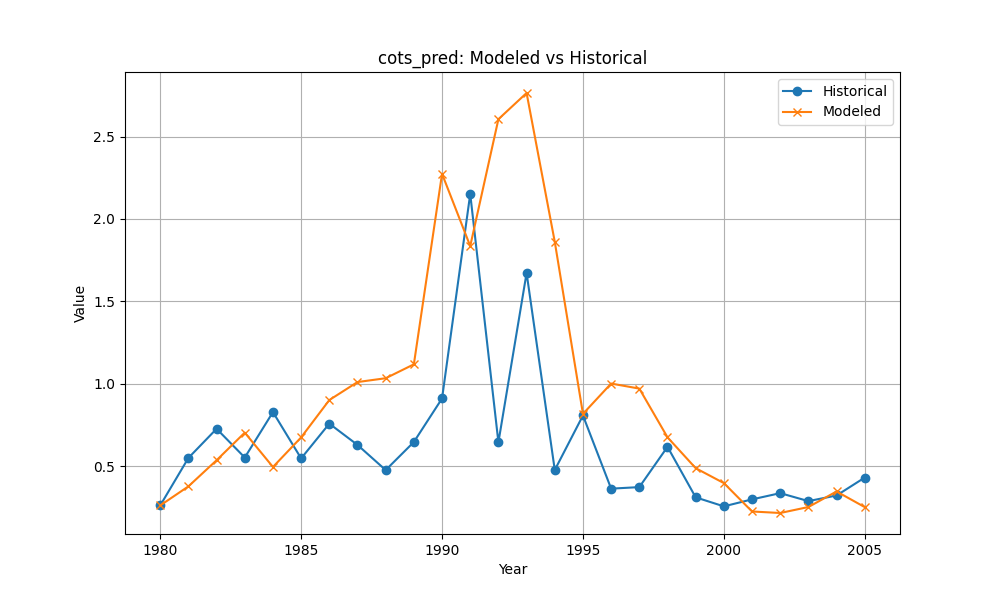 cots_pred: Modeled vs Historical
Historical
Modeled
Value
2.5
2.0
1.5
1.0
0.5
1980 1985 1990 1995 2000 2005
Year